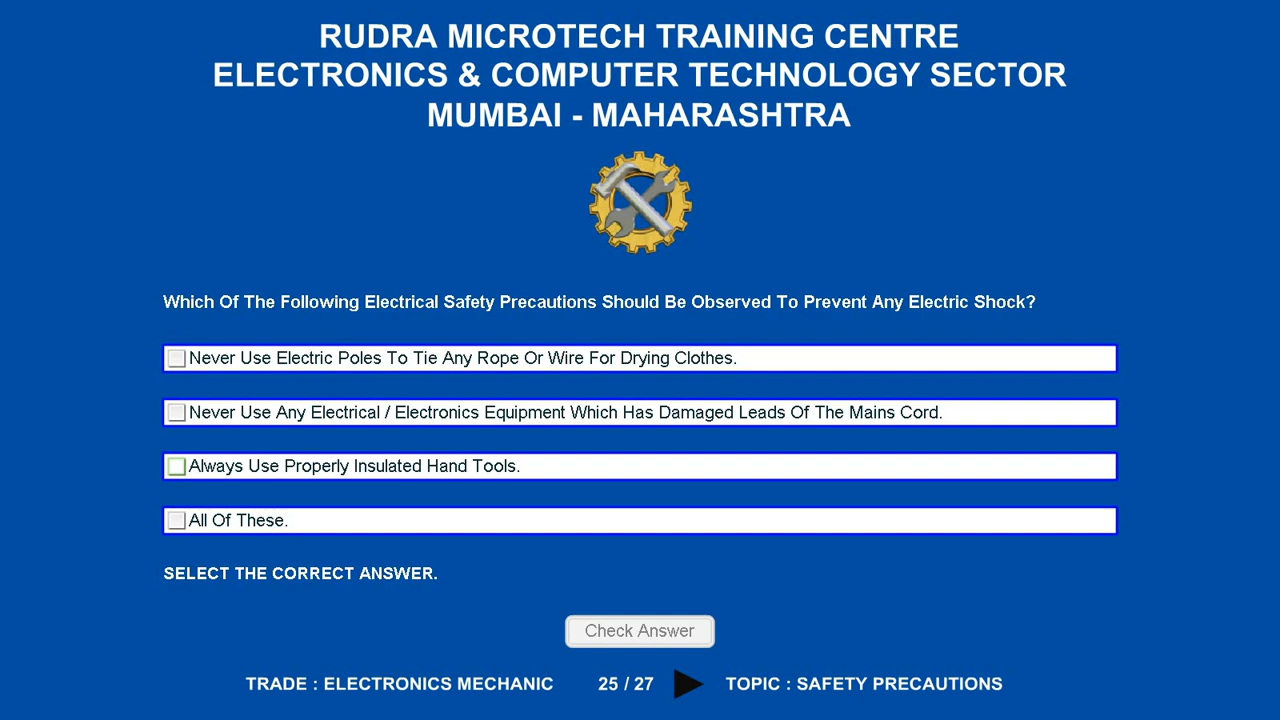 RUDRA MICROTECH TRAINING CENTRE
ELECTRONICS & COMPUTER TECHNOLOGY SECTOR
MUMBAI - MAHARASHTRA
Which Of The Following Electrical Safety Precautions Should Be Observed To Prevent Any Electric Shock?
Never Use Electric Poles To Tie Any Rope Or Wire For Drying Clothes.
Never Use Any Electrical / Electronics Equipment Which Has Damaged Leads Of The Mains Cord.
Always Use Properly Insulated Hand Tools.
All Of These.
SELECT THE CORRECT ANSWER.
Check Answer
TRADE : ELECTRONICS MECHANIC 25 / 27 TOPIC : SAFETY PRECAUTIONS